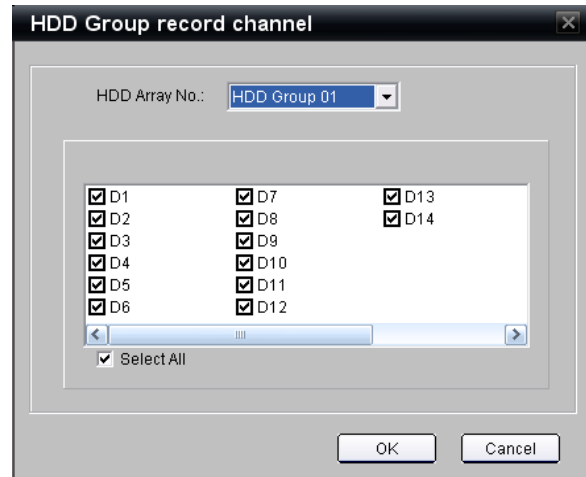 HDD Group record channel
HDD Array No.: HDD Group 01
D1 D7 D13
D2 D8 D14
D3 D9
D4 D10
D5 D11
D6 D12
Select All
OK Cancel